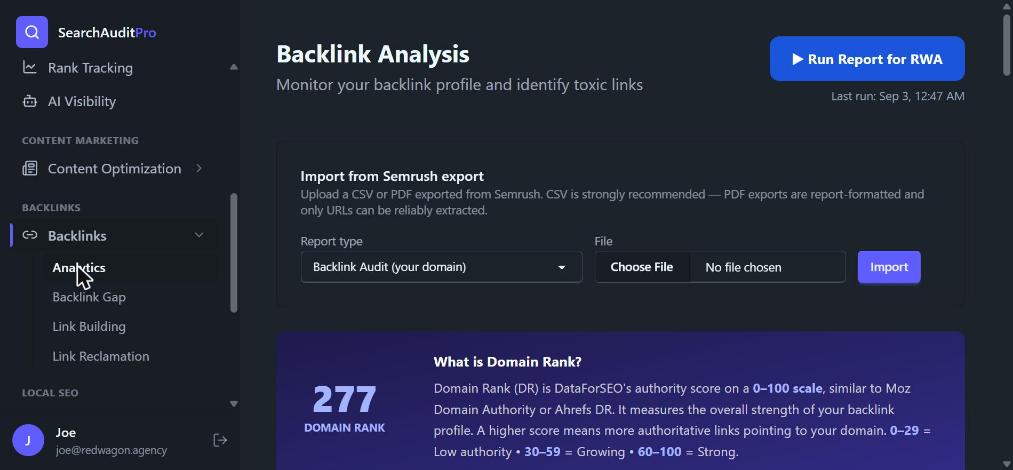 SearchAuditPro
Rank Tracking
AI Visibility
CONTENT MARKETING
Content Optimization
BACKLINKS
Backlinks
Analytics
Backlink Gap
Link Building
Link Reclamation
LOCAL SEO
J
Joe
joe@redwagon.agency
Backlink Analysis
Monitor your backlink profile and identify toxic links
Run Report for RWA
Last run: Sep 3, 12:47 AM
Import from Semrush export
Upload a CSV or PDF exported from Semrush. CSV is strongly recommended — PDF exports are report-formatted and
only URLs can be reliably extracted.
Report type
File
Backlink Audit (your domain)
Choose File
No file chosen
Import
277
DOMAIN RANK
What is Domain Rank?
Domain Rank (DR) is DataForSEO's authority score on a 0–100 scale, similar to Moz
Domain Authority or Ahrefs DR. It measures the overall strength of your backlink
profile. A higher score means more authoritative links pointing to your domain. 0–29 =
Low authority • 30–59 = Growing • 60–100 = Strong.